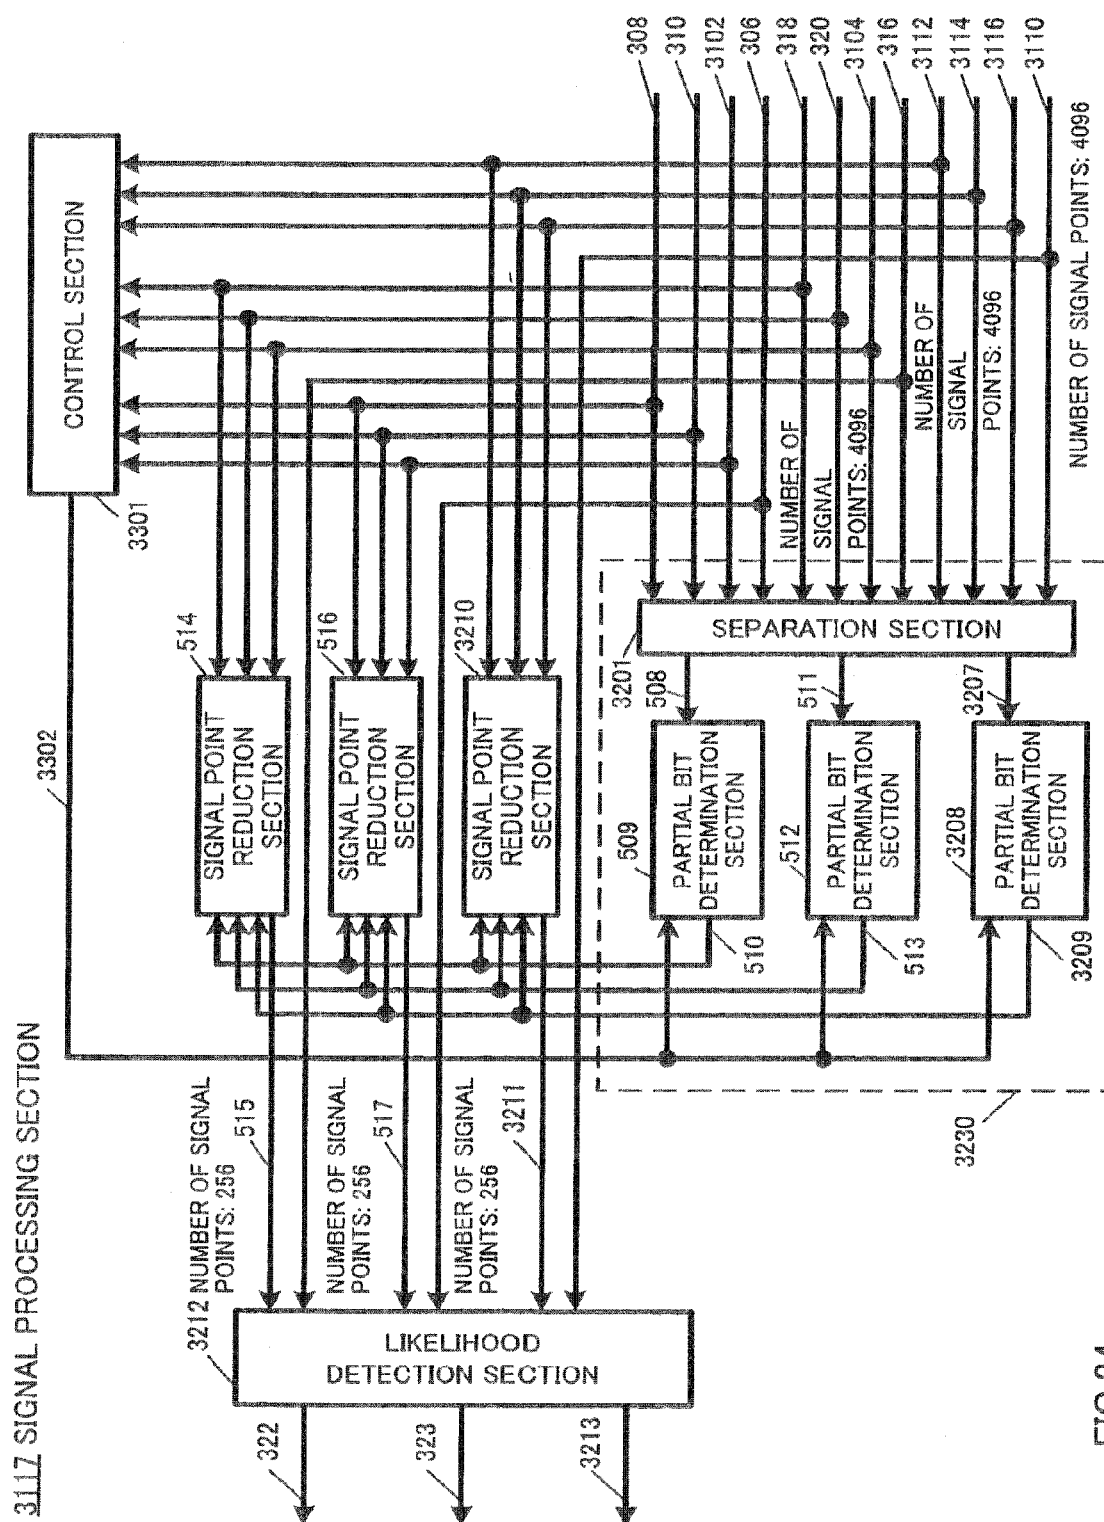 3117 SIGNAL PROCESSING SECTION
CONTROL SECTION
3301
3302
514
SIGNAL POINT
REDUCTION
SECTION
516
SIGNAL POINT
REDUCTION
SECTION
3210
SIGNAL POINT
REDUCTION
SECTION
3212
NUMBER OF SIGNAL
POINTS: 256
515
NUMBER OF SIGNAL
POINTS: 256
517
NUMBER OF SIGNAL
POINTS: 256
3211
LIKELIHOOD
DETECTION SECTION
322
323
3213
308
310
3102
306
318
320
3104
316
3112
3114
3116
3110
NUMBER OF
SIGNAL
POINTS: 4096
NUMBER OF
SIGNAL
POINTS: 4096
NUMBER OF SIGNAL POINTS: 4096
SEPARATION SECTION
3201
508
511
3207
509
PARTIAL BIT
DETERMINATION
SECTION
510
512
PARTIAL BIT
DETERMINATION
SECTION
513
3208
PARTIAL BIT
DETERMINATION
SECTION
3209
3230